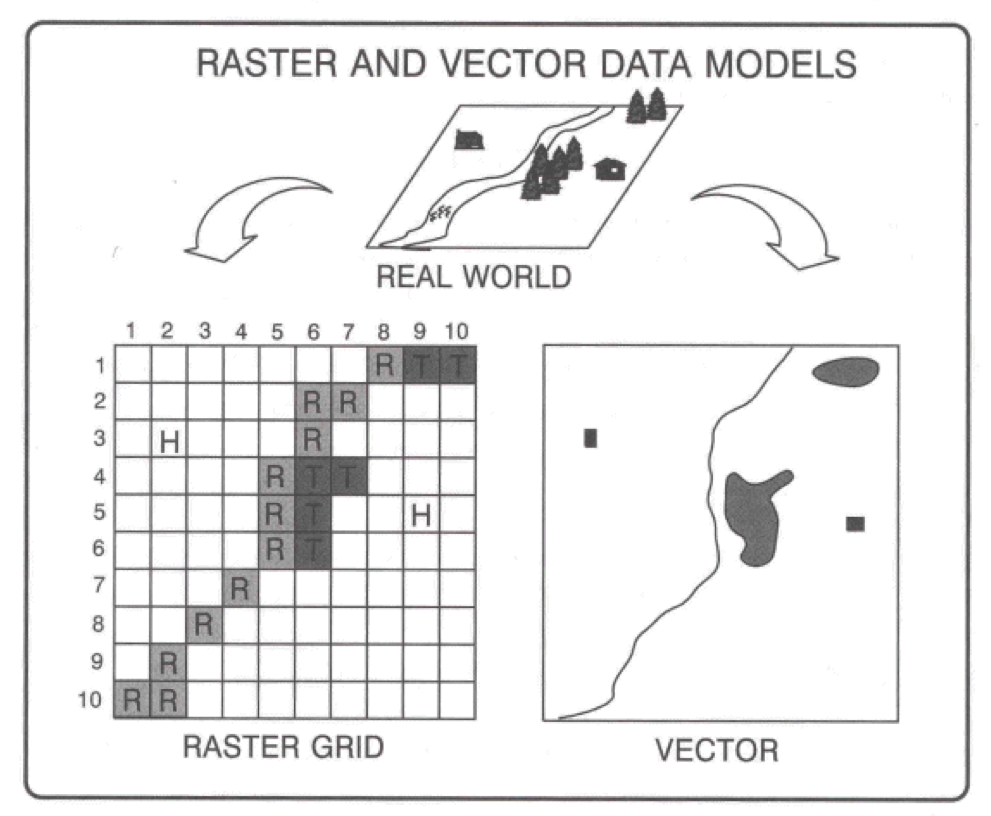 RASTER AND VECTOR DATA MODELS
REAL WORLD
1 2 3 4 5 6 7 8 9 10
1 R T T
2 R R
3 H R
4 R T T
5 R T H
6 R T
7 R
8 R
9 R
10 R R
RASTER GRID
VECTOR